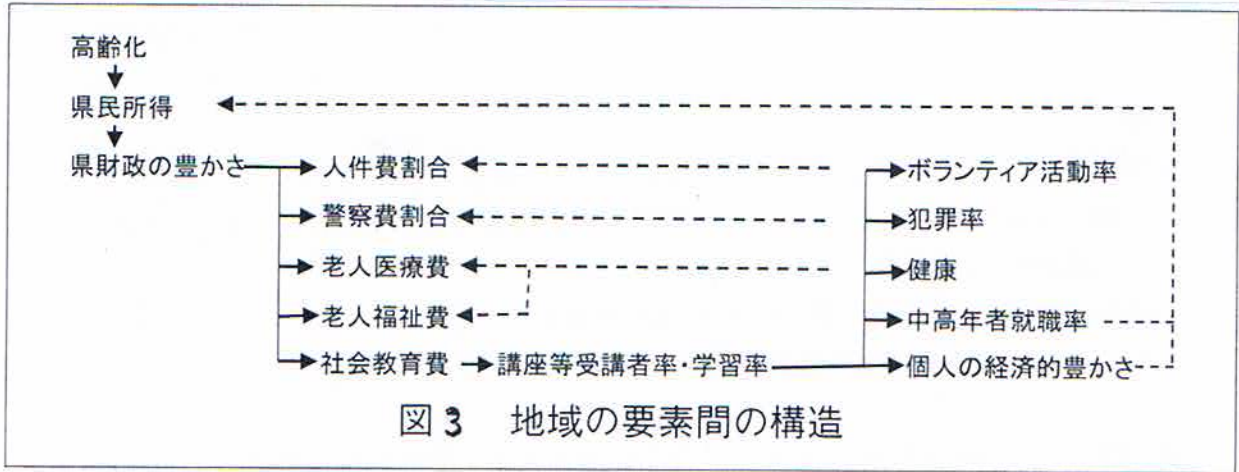 高齢化
県民所得
県財政の豊かさ 人件費割合 ボランティア活動率
警察費割合 犯罪率
老人医療費 健康
老人福祉費 中高年者就職率
社会教育費 講座等受講者率・学習率 個人の経済的豊かさ
図3 地域の要素間の構造